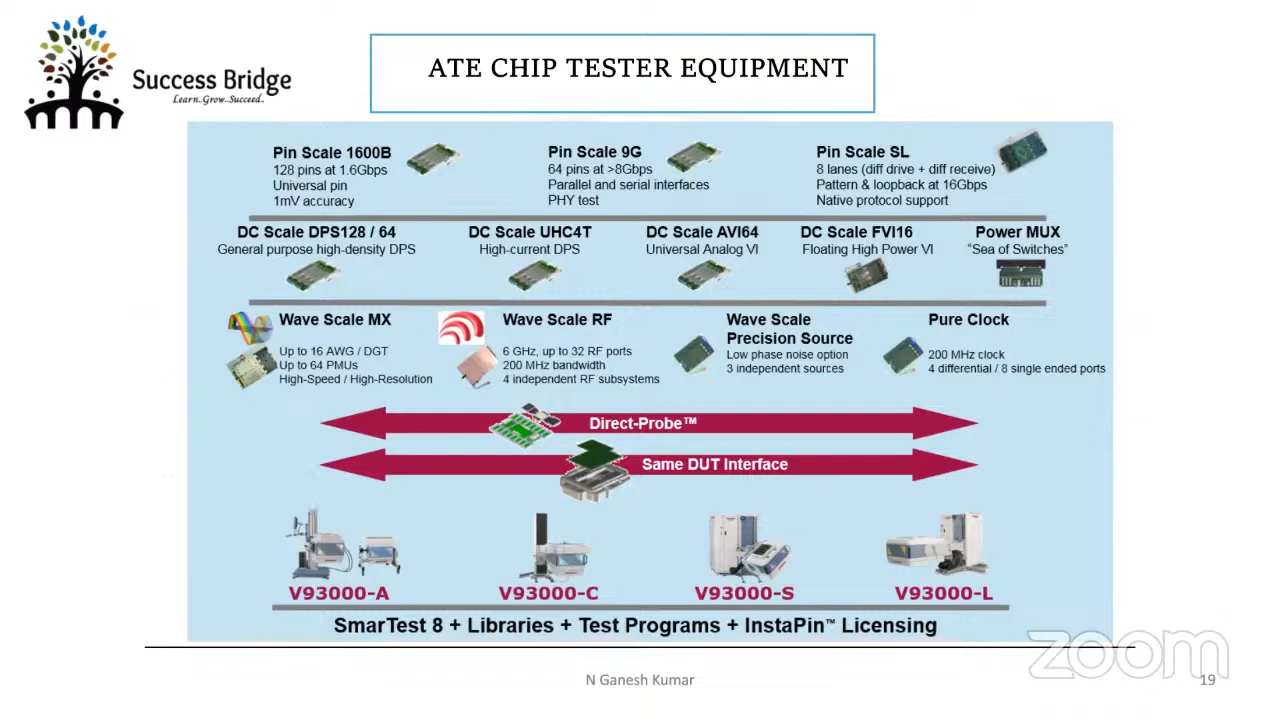 Success Bridge
Learn..Grow..Succeed..
ATE CHIP TESTER EQUIPMENT
Pin Scale 1600B
128 pins at 1.6Gbps
Universal pin
1mV accuracy
Pin Scale 9G
64 pins at >8Gbps
Parallel and serial interfaces
PHY test
Pin Scale SL
8 lanes (diff drive + diff receive)
Pattern & loopback at 16Gbps
Native protocol support
DC Scale DPS128 / 64
General purpose high-density DPS
DC Scale UHC4T
High-current DPS
DC Scale AVI64
Universal Analog VI
DC Scale FVI16
Floating High Power VI
Power MUX
“Sea of Switches”
Wave Scale MX
Up to 16 AWG / DGT
Up to 64 PMUs
High-Speed / High-Resolution
Wave Scale RF
6 GHz, up to 32 RF ports
200 MHz bandwidth
4 independent RF subsystems
Wave Scale
Precision Source
Low phase noise option
3 independent sources
Pure Clock
200 MHz clock
4 differential / 8 single ended ports
Direct-Probe™
Same DUT Interface
V93000-A
V93000-C
V93000-S
V93000-L
SmarTest 8 + Libraries + Test Programs + InstaPin™ Licensing
zoom
N Ganesh Kumar
19